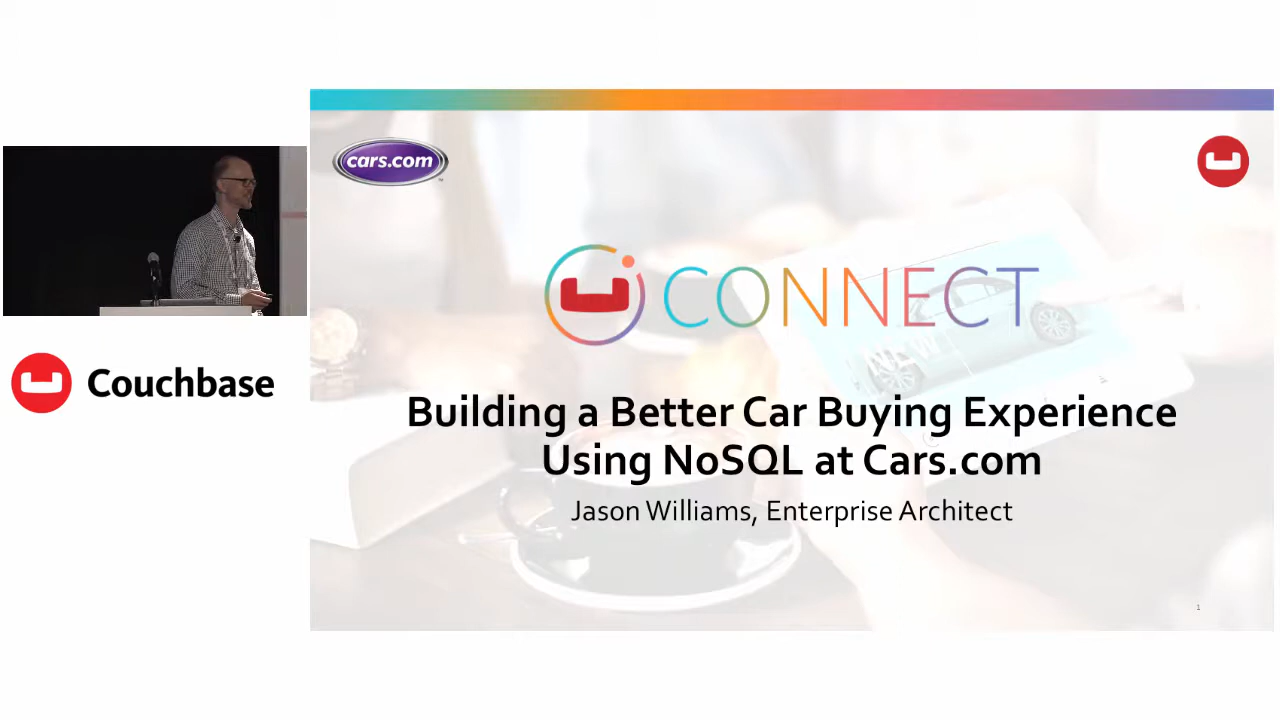 cars.com
CONNECT
NEW
Building a Better Car Buying Experience
Using NoSQL at Cars.com
Jason Williams, Enterprise Architect
Couchbase
1